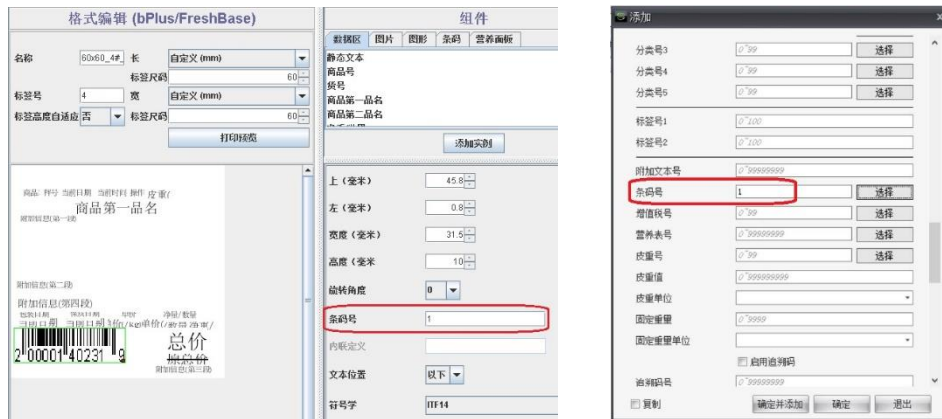 格式编辑 (bPlus/FreshBase)
名称 60x60_4#_ 长 自定义 (mm)
标签尺码 60
标签号 4 宽 自定义 (mm)
标签高度自适应 否 标签尺码 60
打印预览
商品第一品名
附加信息(第二段)
附加信息(第四段)
总价
附加信息(第三段)
2 00001 40231 9
组件
数据区 图片 图形 条码 营养面板
静态文本
商品号
货号
商品第一品名
商品第二品名
添加实例
上（毫米） 45.8
左（毫米） 0.8
宽度（毫米） 31.5
高度（毫米 10
旋转角度 0
条码号 1
内联定义
文本位置 以下
符号学 ITF14
添加
分类号3 0~99 选择
分类号4 0~99 选择
分类号5 0~99 选择
标签号1 0~100
标签号2 0~100
附加文本号 0~99999999
条码号 1 选择
增值税号 0~99 选择
营养表号 0~99999999 选择
皮重号 0~99 选择
皮重值 0~999999999
皮重单位
固定重量 0~9999
固定重量单位
启用追溯码
追溯码号 0~99999999
复制 确定并添加 确定 退出